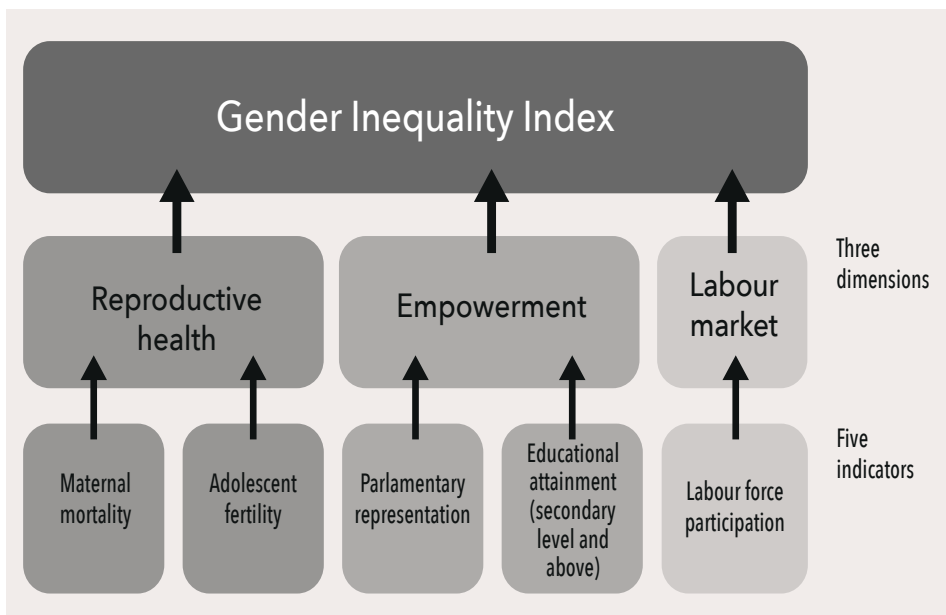 Gender Inequality Index
Reproductive
health
Empowerment
Labour
market
Three
dimensions
Maternal
mortality
Adolescent
fertility
Parlamentary
representation
Educational
attainment
(secondary
level and
above)
Labour force
participation
Five
indicators